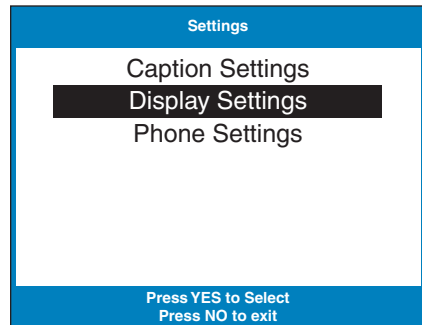 Settings
Caption Settings
Display Settings
Phone Settings
Press YES to Select
Press NO to exit